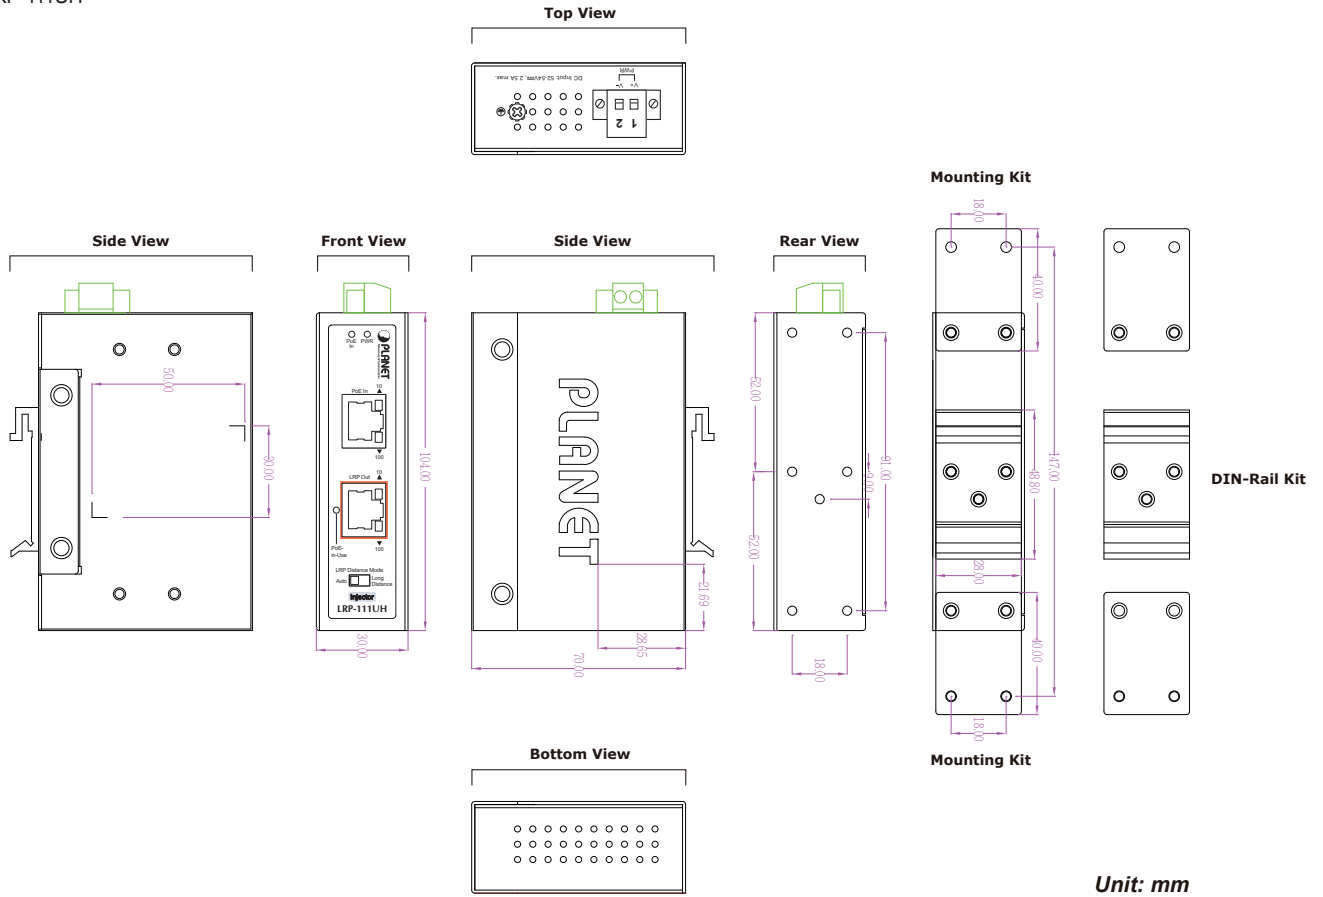 Top View
DC Input: 52-54V⎓, 2.5A max.
PWR
V- V+
2 1
Mounting Kit
18.00
40.00
147.00
48.80
28.00
40.00
18.00
Mounting Kit
DIN-Rail Kit
Side View
50.00
30.00
Front View
PoE In
PWR
PLANET
PoE In
10
100
LRP Out
10
100
PoE-
in-Use
LRP Distance Mode
Auto
Long
Distance
Injector
LRP-111UH
104.00
30.00
Side View
PLANET
21.69
28.65
70.00
Rear View
52.00
91.00
9.00
52.00
18.00
Bottom View
Unit: mm